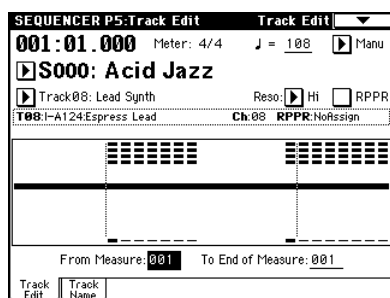 SEQUENCER P5:Track Edit Track Edit
001:01.000 Meter: 4/4 ♩ = 108 Manu
S000: Acid Jazz
Track08: Lead Synth Reso: Hi RPPR
T08:I-A124:Espress Lead Ch:08 RPPR:NoAssign
From Measure: 001 To End of Measure: 001
Track Edit Track Name